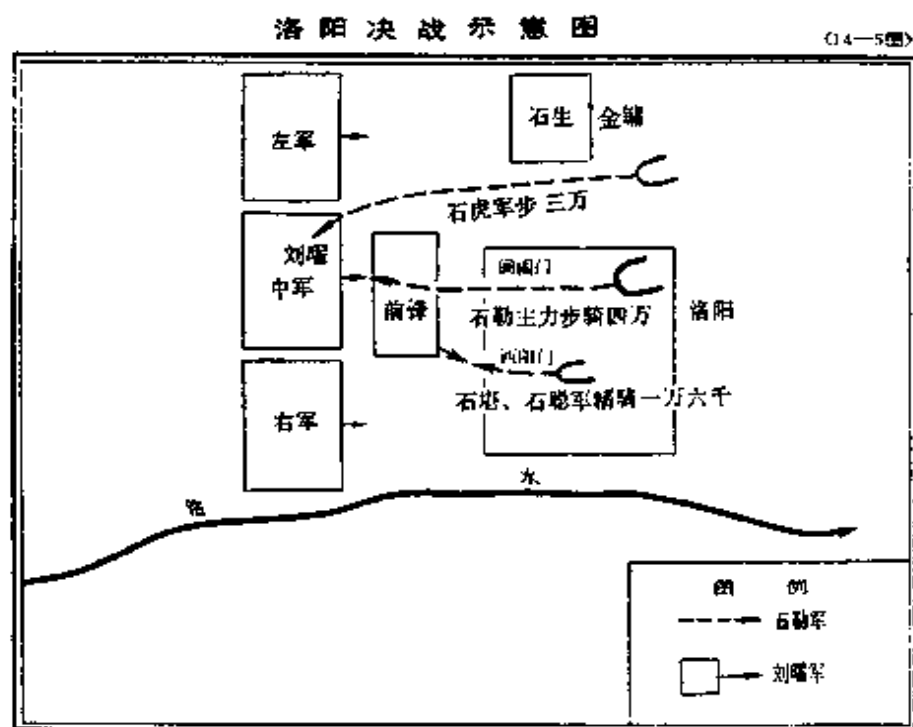 洛阳决战示意图
(14—5图)
左军
石生
金墉
石虎军步三万
刘曜
中军
前锋
阊阖门
石勒主力步骑四万
洛阳
西阳门
石堪、石聪军精骑一万六千
右军
洛
水
图 例
石勒军
刘曜军